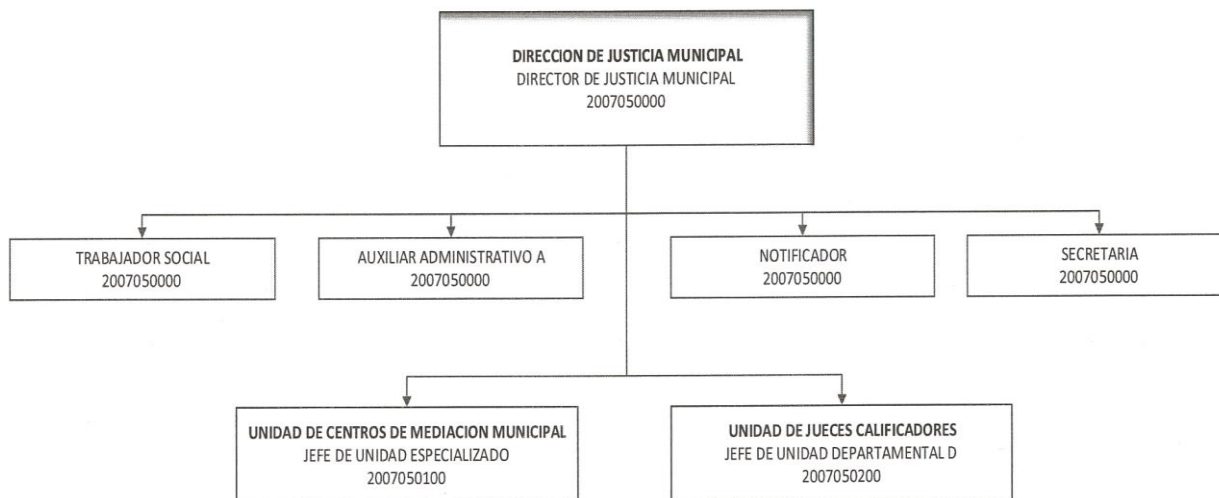 DIRECCION DE JUSTICIA MUNICIPAL
DIRECTOR DE JUSTICIA MUNICIPAL
2007050000
TRABAJADOR SOCIAL
2007050000
AUXILIAR ADMINISTRATIVO A
2007050000
NOTIFICADOR
2007050000
SECRETARIA
2007050000
UNIDAD DE CENTROS DE MEDIACION MUNICIPAL
JEFE DE UNIDAD ESPECIALIZADO
2007050100
UNIDAD DE JUECES CALIFICADORES
JEFE DE UNIDAD DEPARTAMENTAL D
2007050200